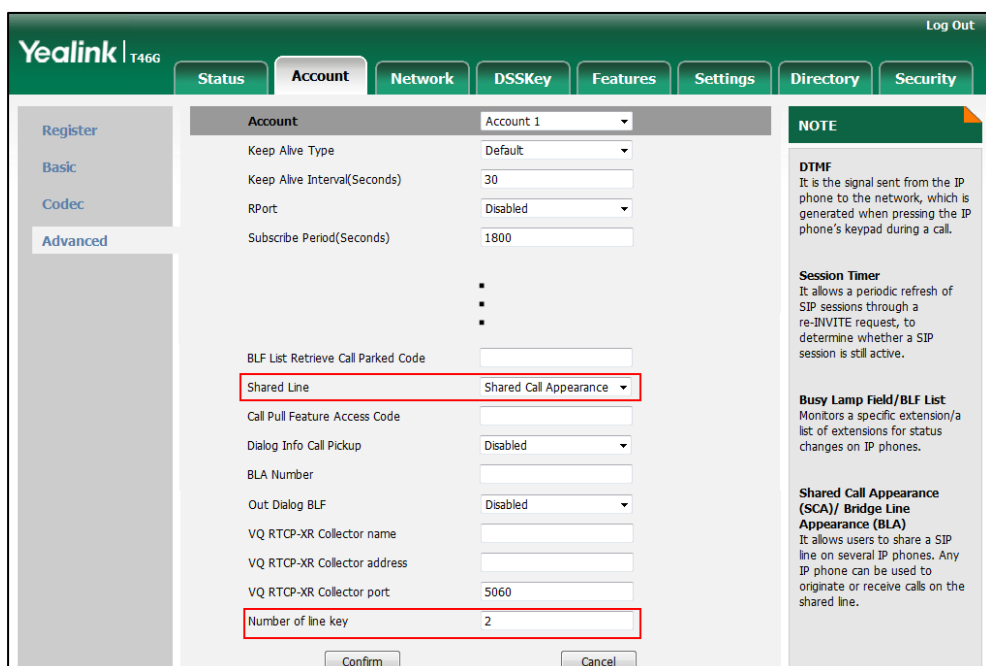 Log Out
Yealink | T46G
Status Account Network DSSKey Features Settings Directory Security
Register
Basic
Codec
Advanced
Account Account 1
Keep Alive Type Default
Keep Alive Interval(Seconds) 30
RPort Disabled
Subscribe Period(Seconds) 1800
BLF List Retrieve Call Parked Code
Shared Line Shared Call Appearance
Call Pull Feature Access Code
Dialog Info Call Pickup Disabled
BLA Number
Out Dialog BLF Disabled
VQ RTCP-XR Collector name
VQ RTCP-XR Collector address
VQ RTCP-XR Collector port 5060
Number of line key 2
Confirm Cancel
NOTE
DTMF
It is the signal sent from the IP
phone to the network, which is
generated when pressing the IP
phone's keypad during a call.
Session Timer
It allows a periodic refresh of
SIP sessions through a
re-INVITE request, to
determine whether a SIP
session is still active.
Busy Lamp Field/BLF List
Monitors a specific extension/a
list of extensions for status
changes on IP phones.
Shared Call Appearance
(SCA)/ Bridge Line
Appearance (BLA)
It allows users to share a SIP
line on several IP phones. Any
IP phone can be used to
originate or receive calls on the
shared line.